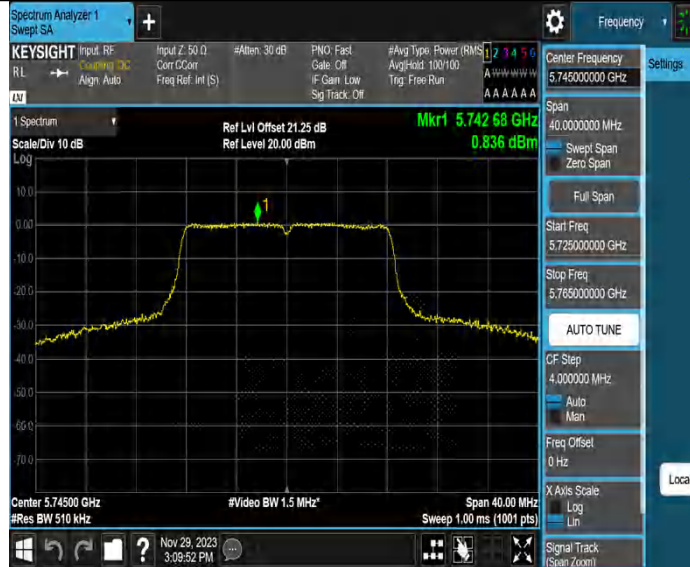 Spectrum Analyzer 1
Swept SA
+
Frequency
KEYSIGHT
RL
Input: RF
Coupling: DC
Align: Auto
Input Z: 50 Ω
Corr CCorr
Freq Ref: Int (S)
#Atten: 30 dB
PNO: Fast
Gate: Off
IF Gain: Low
Sig Track: Off
#Avg Type: Power (RMS
Avg|Hold: 100/100
Trig: Free Run
1 2 3 4 5 6
A W W W W W
A A A A A A
LXI
1 Spectrum
Scale/Div 10 dB
Ref Lvl Offset 21.25 dB
Ref Level 20.00 dBm
Mkr1 5.742 68 GHz
0.836 dBm
Log
10.0
0.00
-10.0
-20.0
-30.0
-40.0
-50.0
-60.0
-70.0
1
Center 5.74500 GHz
#Res BW 510 kHz
#Video BW 1.5 MHz*
Span 40.00 MHz
Sweep 1.00 ms (1001 pts)
?
Nov 29, 2023
3:09:52 PM
Center Frequency
5.745000000 GHz
Settings
Span
40.0000000 MHz
Swept Span
Zero Span
Full Span
Start Freq
5.725000000 GHz
Stop Freq
5.765000000 GHz
AUTO TUNE
CF Step
4.000000 MHz
Auto
Man
Freq Offset
0 Hz
X Axis Scale
Log
Lin
Loca
Signal Track
(Span Zoom)